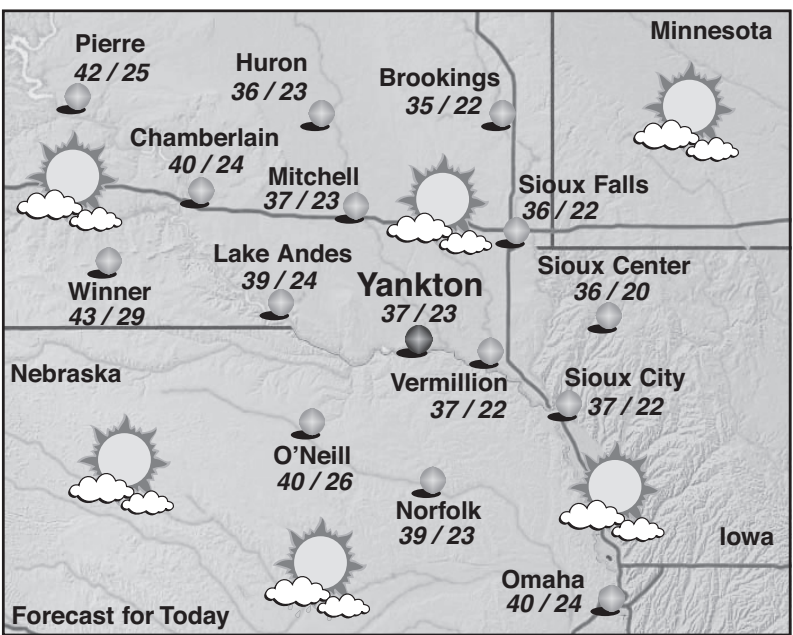 Minnesota
Pierre
42 / 25
Huron
36 / 23
Brookings
35 / 22
Chamberlain
40 / 24
Mitchell
37 / 23
Sioux Falls
36 / 22
Winner
43 / 29
Lake Andes
39 / 24
Yankton
37 / 23
Sioux Center
36 / 20
Nebraska
Vermillion
37 / 22
Sioux City
37 / 22
O'Neill
40 / 26
Norfolk
39 / 23
Iowa
Omaha
40 / 24
Forecast for Today